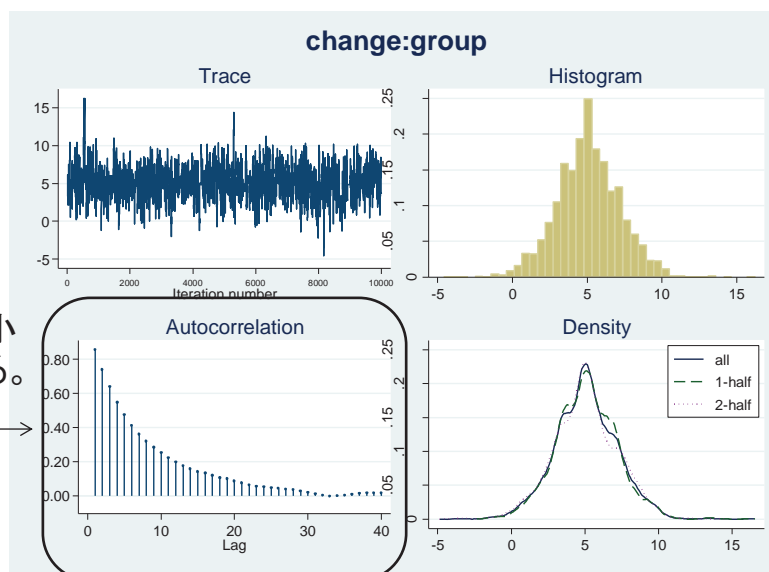 change:group
Trace
15
10
5
0
-5
0 2000 4000 6000 8000 10000
Iteration number
Histogram
.25
.2
.15
.1
.05
0
-5 0 5 10 15
小
る。
Autocorrelation
0.80
0.60
0.40
0.20
0.00
0 10 20 30 40
Lag
Density
.25
.2
.15
.1
.05
0
-5 0 5 10 15
all
1-half
2-half